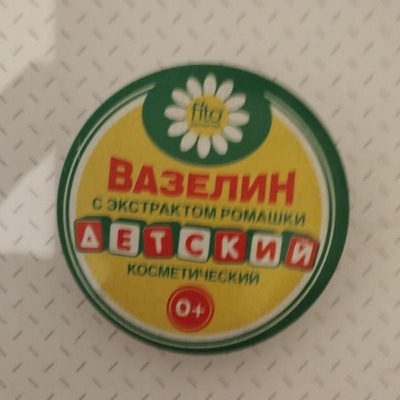 fito
ВАЗЕЛИН
С ЭКСТРАКТОМ РОМАШКИ
ДЕТСКИЙ
КОСМЕТИЧЕСКИЙ
0+